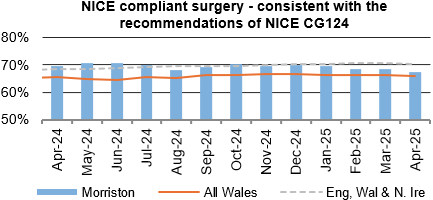 NICE compliant surgery - consistent with the
recommendations of NICE CG124
80%
70%
60%
50%
Apr-24
May-24
Jun-24
Jul-24
Aug-24
Sep-24
Oct-24
Nov-24
Dec-24
Jan-25
Feb-25
Mar-25
Apr-25
Morriston All Wales Eng, Wal & N. Ire